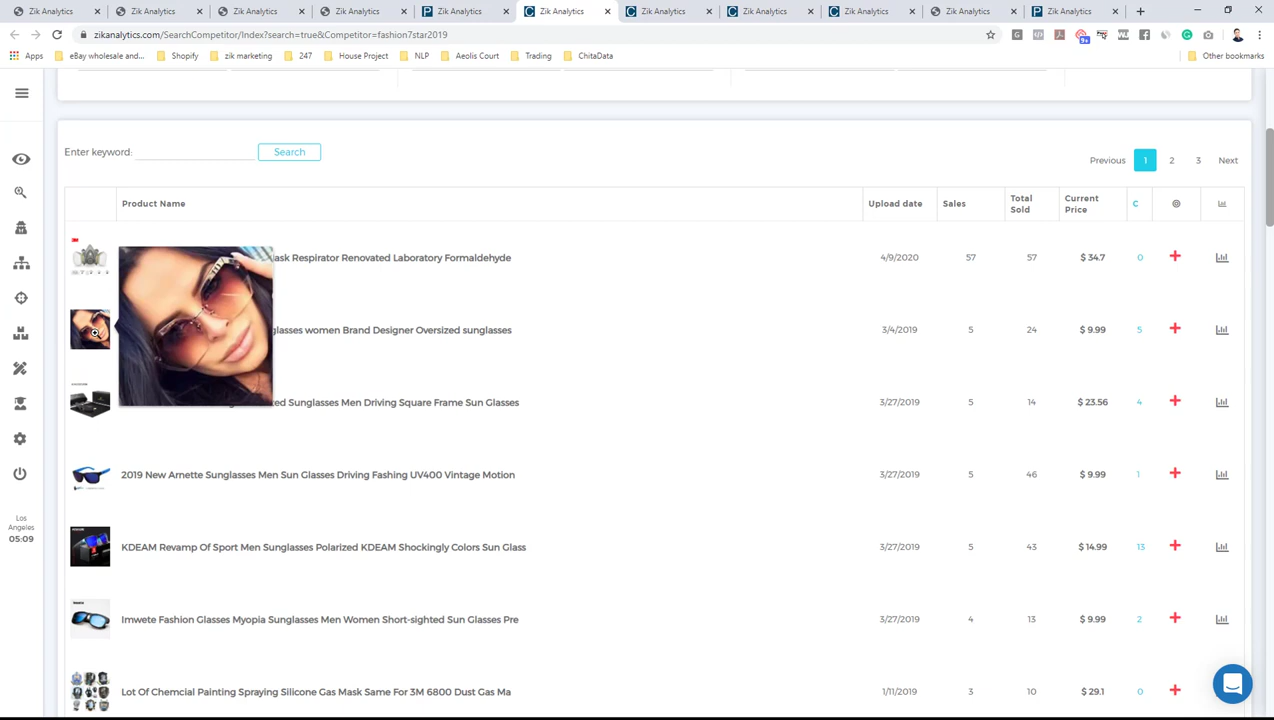 Zik Analytics Zik Analytics Zik Analytics Zik Analytics Zik Analytics Zik Analytics Zik Analytics Zik Analytics Zik Analytics Zik Analytics Zik Analytics
zikanalytics.com/SearchCompetitor/Index?search=true&Competitor=fashion7star2019
Apps eBay wholesale and... Shopify zik marketing 247 House Project NLP Aeolis Court Trading ChitaData Other bookmarks
Enter keyword: Search
Previous 1 2 3 Next
Product Name Upload date Sales Total Sold Current Price C
ask Respirator Renovated Laboratory Formaldehyde 4/9/2020 57 57 $ 34.7 0
glasses women Brand Designer Oversized sunglasses 3/4/2019 5 24 $ 9.99 5
ed Sunglasses Men Driving Square Frame Sun Glasses 3/27/2019 5 14 $ 23.56 4
2019 New Arnette Sunglasses Men Sun Glasses Driving Fashing UV400 Vintage Motion 3/27/2019 5 46 $ 9.99 1
KDEAM Revamp Of Sport Men Sunglasses Polarized KDEAM Shockingly Colors Sun Glass 3/27/2019 5 43 $ 14.99 13
Imwete Fashion Glasses Myopia Sunglasses Men Women Short-sighted Sun Glasses Pre 3/27/2019 4 13 $ 9.99 2
Lot Of Chemcial Painting Spraying Silicone Gas Mask Same For 3M 6800 Dust Gas Ma 1/11/2019 3 10 $ 29.1 0
Los
Angeles
05:09